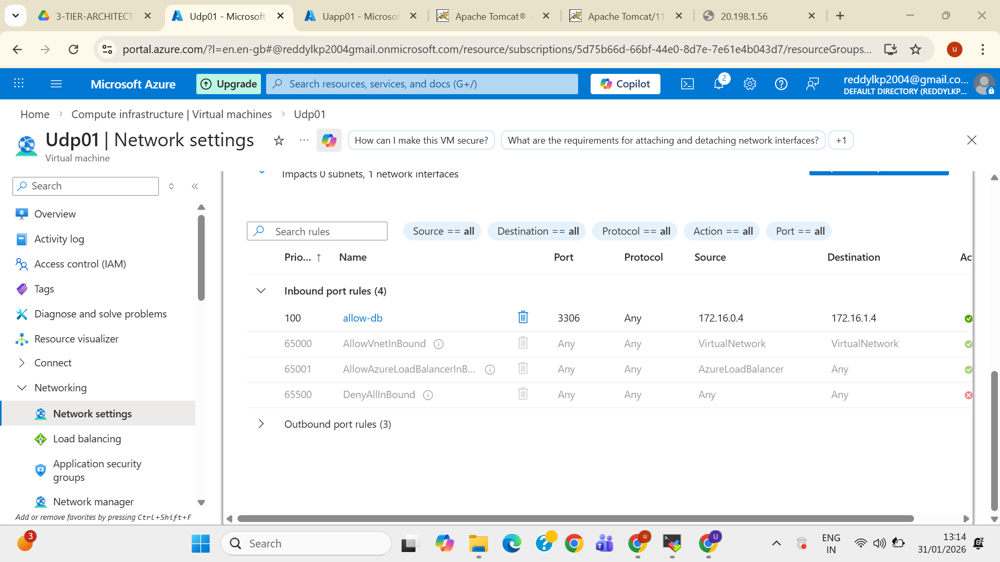 3-TIER-ARCHITECT
Udp01 - Microsoft
Uapp01 - Microsof
Apache Tomcat® -
Apache Tomcat/11
20.198.1.56
portal.azure.com/?l=en.en-gb#@reddylkp2004gmail.onmicrosoft.com/resource/subscriptions/5d75b66d-66bf-44e0-8d7e-7e61e4b043d7/resourceGroups...
u
Microsoft Azure
Upgrade
Search resources, services, and docs (G+/)
Copilot
2
reddylkp2004@gmail.co...
DEFAULT DIRECTORY (REDDYLKP...
Home > Compute infrastructure | Virtual machines > Udp01
Udp01 | Network settings
Virtual machine
How can I make this VM secure?
What are the requirements for attaching and detaching network interfaces?
+1
Search
Overview
Activity log
Access control (IAM)
Tags
Diagnose and solve problems
Resource visualizer
Connect
Networking
Network settings
Load balancing
Application security
groups
Network manager
Add or remove favorites by pressing Ctrl+Shift+F
Impacts 0 subnets, 1 network interfaces
Search rules
Source == all
Destination == all
Protocol == all
Action == all
Port == all
Prio... ↑ Name Port Protocol Source Destination Ac
Inbound port rules (4)
100 allow-db 3306 Any 172.16.0.4 172.16.1.4
65000 AllowVnetInBound Any Any VirtualNetwork VirtualNetwork
65001 AllowAzureLoadBalancerInB... Any Any AzureLoadBalancer Any
65500 DenyAllInBound Any Any Any Any
Outbound port rules (3)
3
Search
u
U
ENG
IN
13:14
31/01/2026